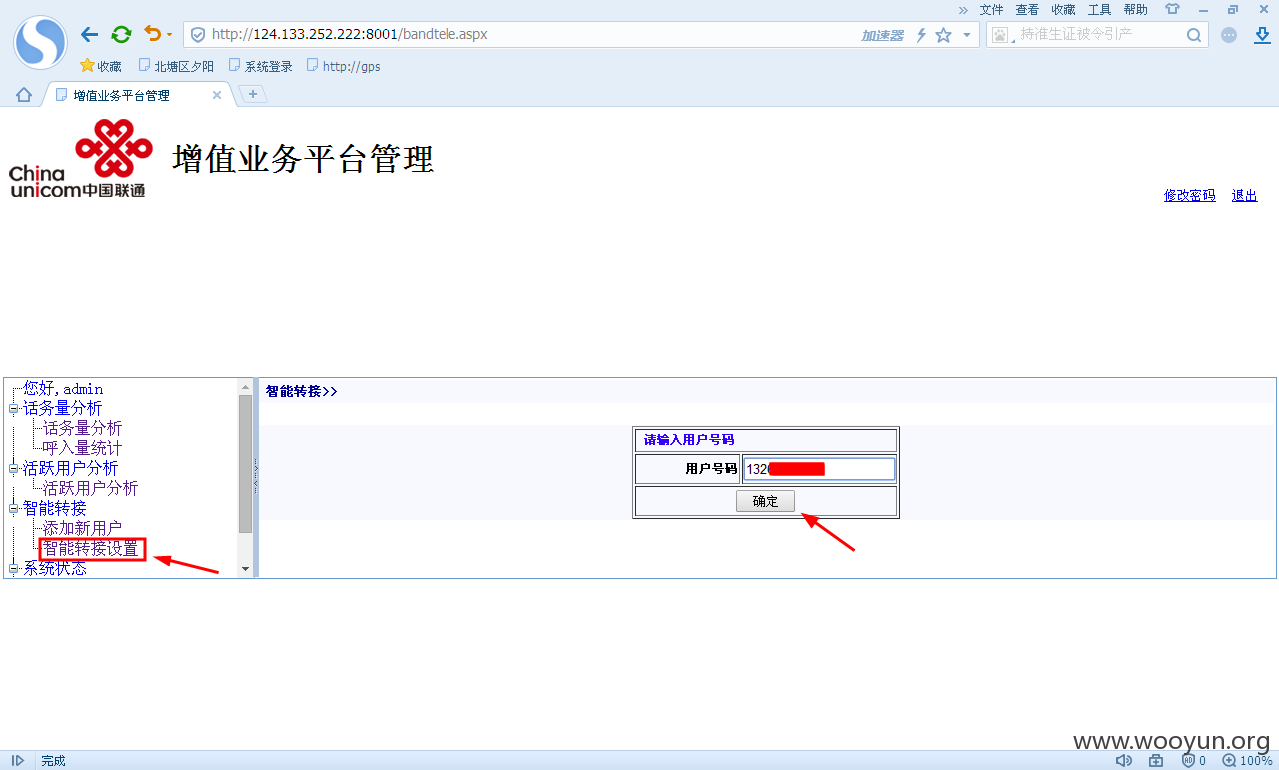 » 文件 查看 收藏 工具 帮助
http://124.133.252.222:8001/bandtele.aspx
加速器
持准生证被令引产
收藏 北塘区夕阳 系统登录 http://gps
增值业务平台管理
China
unicom中国联通
增值业务平台管理
修改密码 退出
您好,admin
话务量分析
话务量分析
呼入量统计
活跃用户分析
活跃用户分析
智能转接
添加新用户
智能转接设置
系统状态
智能转接>>
请输入用户号码
用户号码 132
确定
www.wooyun.org
完成
0 100%